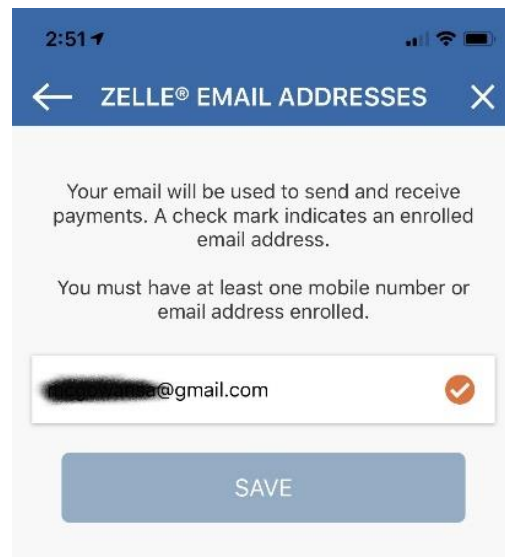 2:51
ZELLE® EMAIL ADDRESSES
Your email will be used to send and receive
payments. A check mark indicates an enrolled
email address.
You must have at least one mobile number or
email address enrolled.
@gmail.com
SAVE